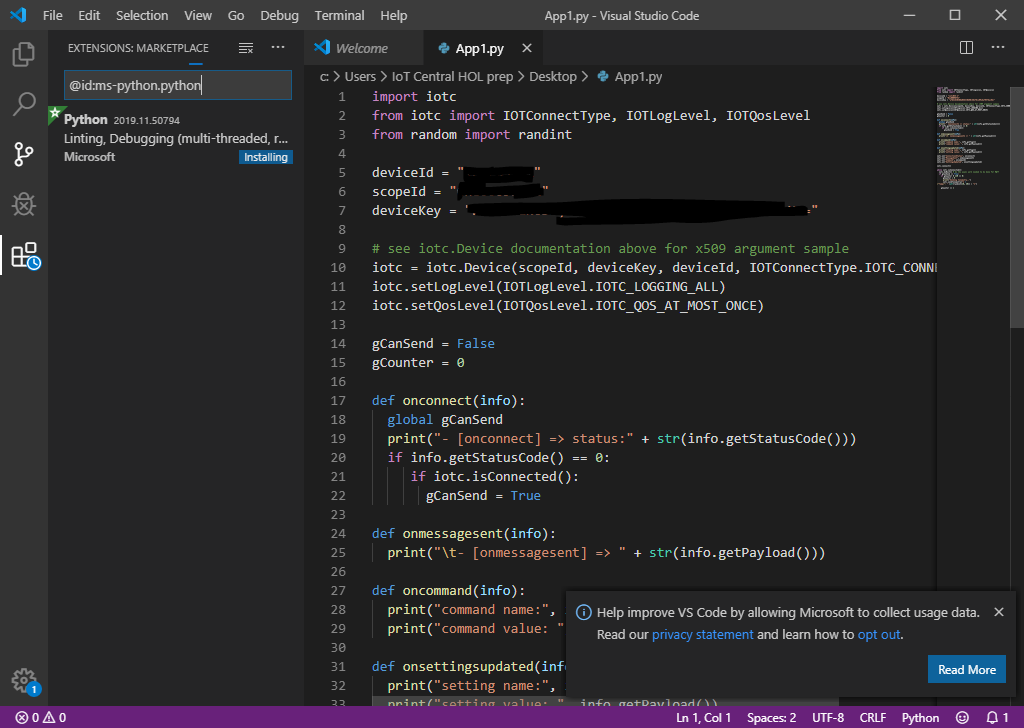 File Edit Selection View Go Debug Terminal Help App1.py - Visual Studio Code
EXTENSIONS: MARKETPLACE
@id:ms-python.python
Python 2019.11.50794
Linting, Debugging (multi-threaded, r...
Microsoft Installing
Welcome App1.py
c: > Users > IoT Central HOL prep > Desktop > App1.py
1 import iotc
2 from iotc import IOTConnectType, IOTLogLevel, IOTQosLevel
3 from random import randint
4
5 deviceId = " "
6 scopeId = " "
7 deviceKey = " ="
8
9 # see iotc.Device documentation above for x509 argument sample
10 iotc = iotc.Device(scopeId, deviceKey, deviceId, IOTConnectType.IOTC_CONN
11 iotc.setLogLevel(IOTLogLevel.IOTC_LOGGING_ALL)
12 iotc.setQosLevel(IOTQosLevel.IOTC_QOS_AT_MOST_ONCE)
13
14 gCanSend = False
15 gCounter = 0
16
17 def onconnect(info):
18 global gCanSend
19 print("- [onconnect] => status:" + str(info.getStatusCode()))
20 if info.getStatusCode() == 0:
21 if iotc.isConnected():
22 gCanSend = True
23
24 def onmessagesent(info):
25 print("\t- [onmessagesent] => " + str(info.getPayload()))
26
27 def oncommand(info):
28 print("command name:",
29 print("command value: "
30
31 def onsettingsupdated(info
32 print("setting name:",
33 print("setting value: ", info.getPayload())
Help improve VS Code by allowing Microsoft to collect usage data.
Read our privacy statement and learn how to opt out.
Read More
1
0 0 Ln 1, Col 1 Spaces: 2 UTF-8 CRLF Python 1